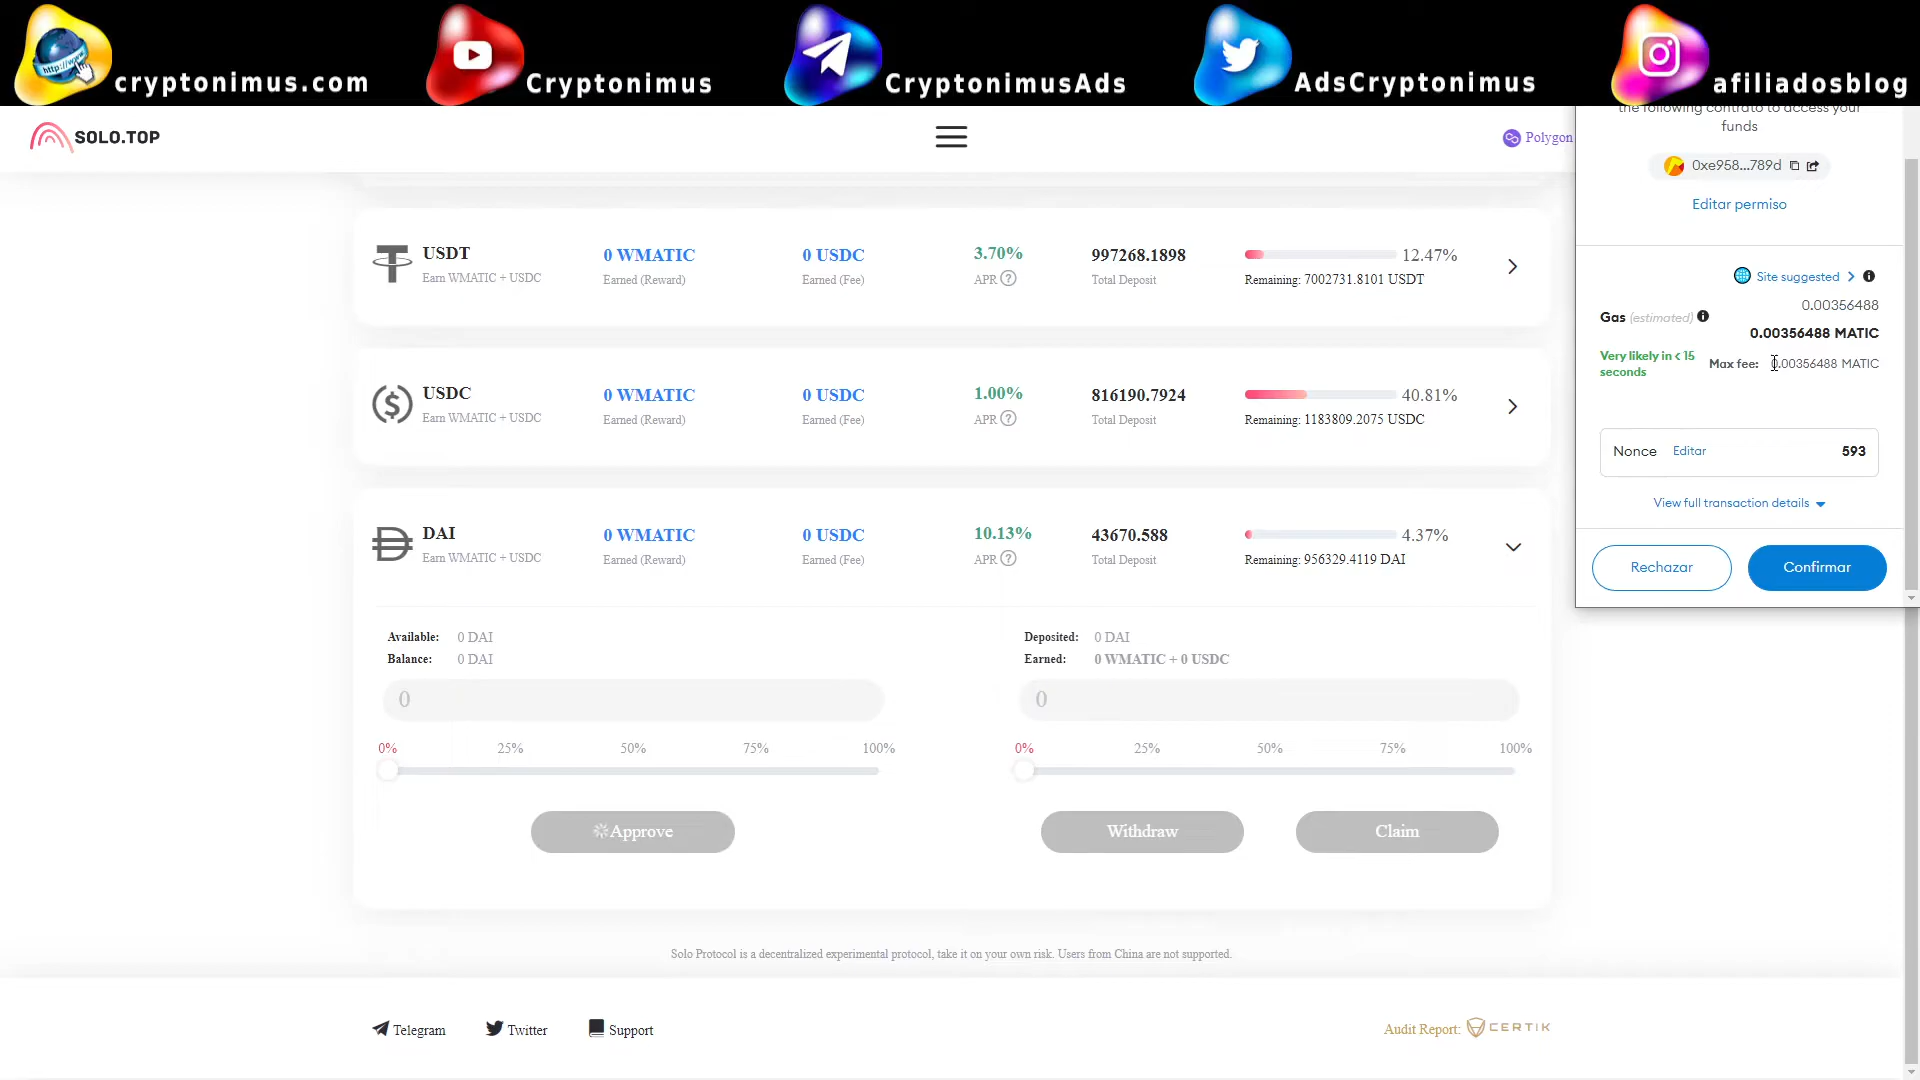 cryptonimus.com
Cryptonimus
CryptonimusAds
AdsCryptonimus
afiliadosblog
SOLO.TOP
Polygon
the following contrato to access your
funds
0xe958...789d
Editar permiso
USDT
Earn WMATIC + USDC
0 WMATIC
Earned (Reward)
0 USDC
Earned (Fee)
3.70%
APR
997268.1898
Total Deposit
12.47%
Remaining: 7002731.8101 USDT
Site suggested
0.00356488
Gas (estimated)
0.00356488 MATIC
Very likely in < 15
seconds
Max fee: 0.00356488 MATIC
USDC
Earn WMATIC + USDC
0 WMATIC
Earned (Reward)
0 USDC
Earned (Fee)
1.00%
APR
816190.7924
Total Deposit
40.81%
Remaining: 1183809.2075 USDC
Nonce Editar 593
View full transaction details
Rechazar
Confirmar
DAI
Earn WMATIC + USDC
0 WMATIC
Earned (Reward)
0 USDC
Earned (Fee)
10.13%
APR
43670.588
Total Deposit
4.37%
Remaining: 956329.4119 DAI
Available: 0 DAI
Balance: 0 DAI
0
0% 25% 50% 75% 100%
Approve
Deposited: 0 DAI
Earned: 0 WMATIC + 0 USDC
0
0% 25% 50% 75% 100%
Withdraw
Claim
Solo Protocol is a decentralized experimental protocol, take it on your own risk. Users from China are not supported.
Telegram
Twitter
Support
Audit Report: CERTIK